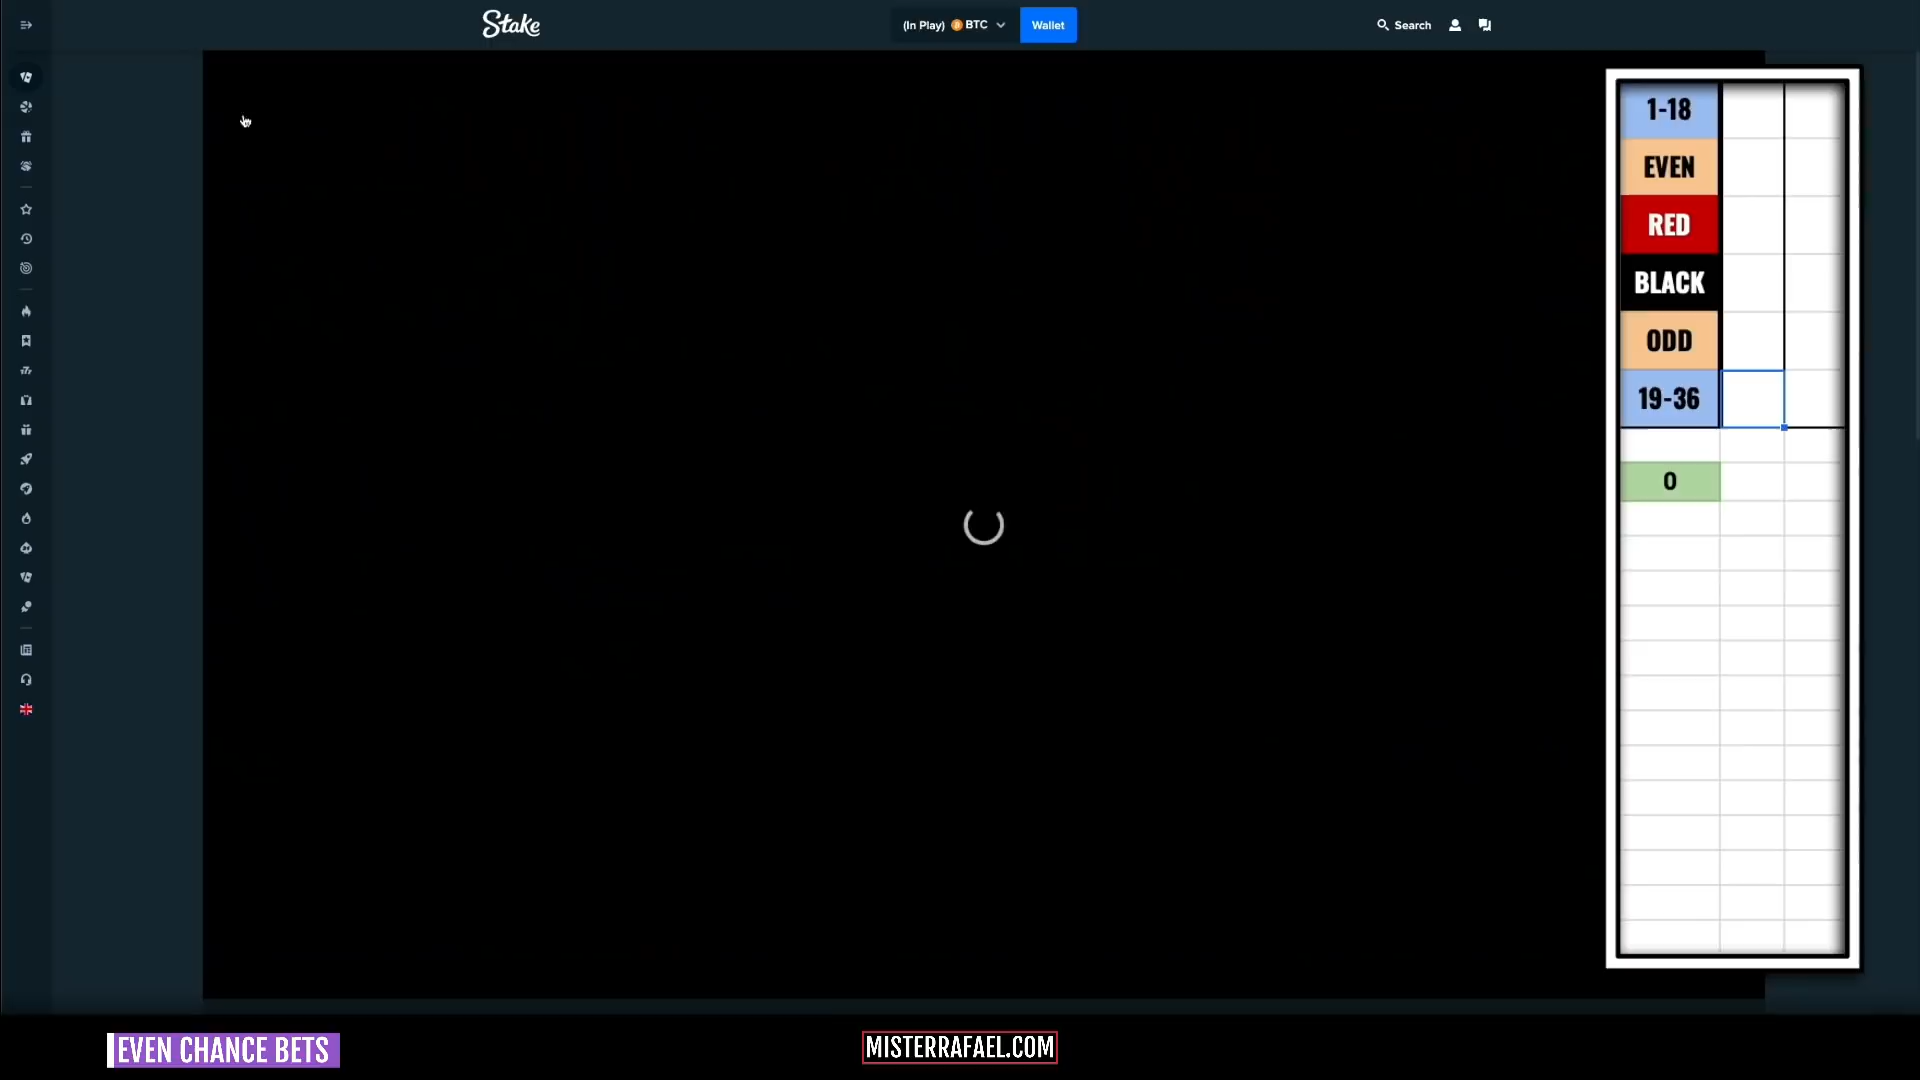 Stake
(In Play) BTC
Wallet
Search
1-18
EVEN
RED
BLACK
ODD
19-36
0
EVEN CHANCE BETS
MISTERRAFAEL.COM